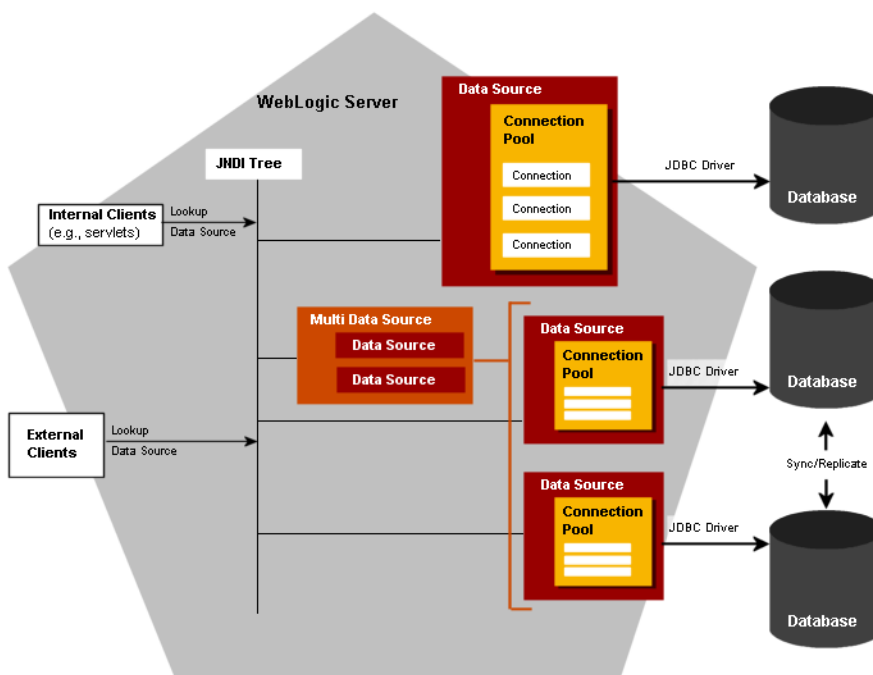 WebLogic Server
JNDI Tree
Internal Clients
(e.g., servlets)
Lookup
Data Source
Data Source
Connection
Pool
Connection
Connection
Connection
JDBC Driver
Database
Multi Data Source
Data Source
Data Source
Data Source
Connection
Pool
JDBC Driver
Database
External
Clients
Lookup
Data Source
Sync/Replicate
Data Source
Connection
Pool
JDBC Driver
Database